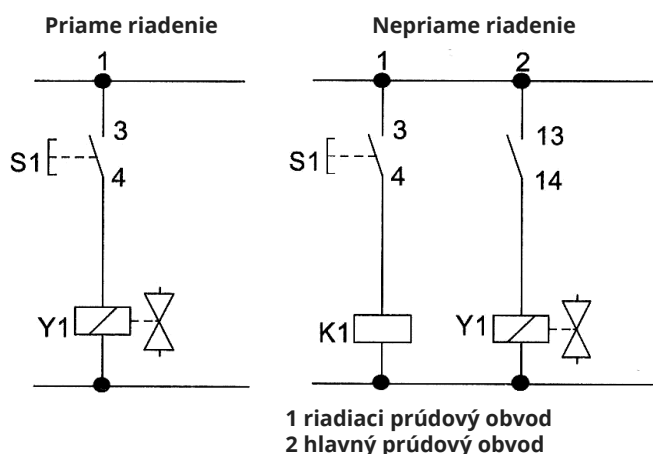 Priame riadenie
1
3
S1
4
Y1
Nepriame riadenie
1
2
3
S1
4
13
14
K1
Y1
1 riadiaci prúdový obvod
2 hlavný prúdový obvod